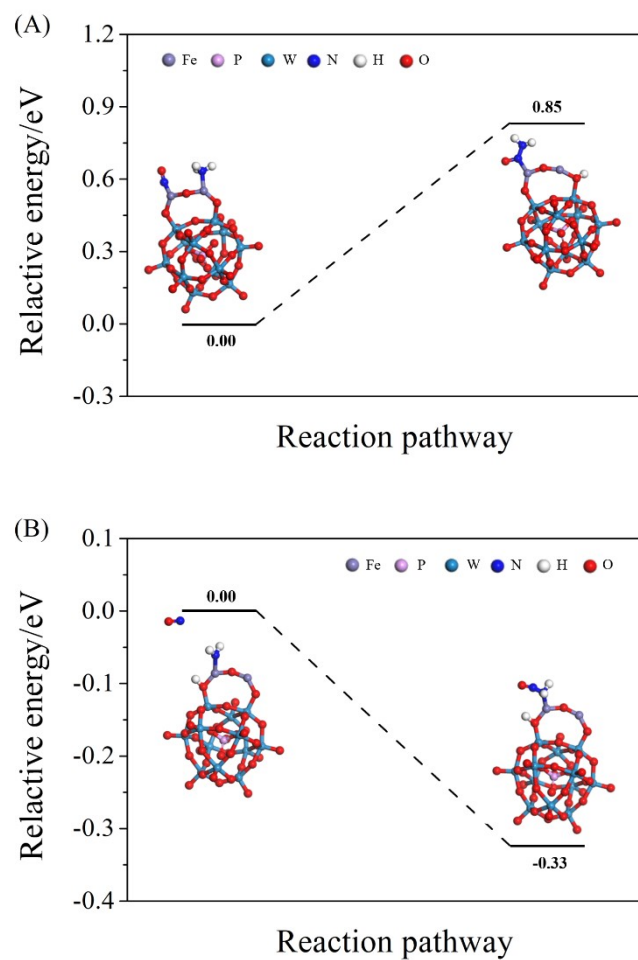 (A)
Relactive energy/eV
1.2
0.9
0.6
0.3
0.0
-0.3
Fe P W N H O
0.85
0.00
Reaction pathway
(B)
Relactive energy/eV
0.1
0.0
-0.1
-0.2
-0.3
-0.4
Fe P W N H O
0.00
-0.33
Reaction pathway